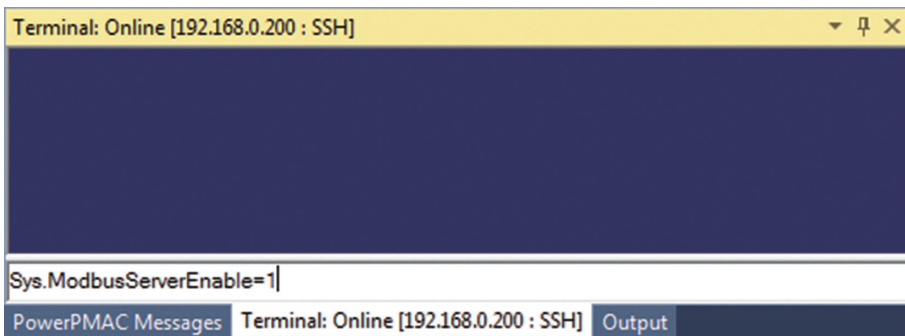 Terminal: Online [192.168.0.200 : SSH]
Sys.ModbusServerEnable=1
PowerPMAC Messages Terminal: Online [192.168.0.200 : SSH] Output